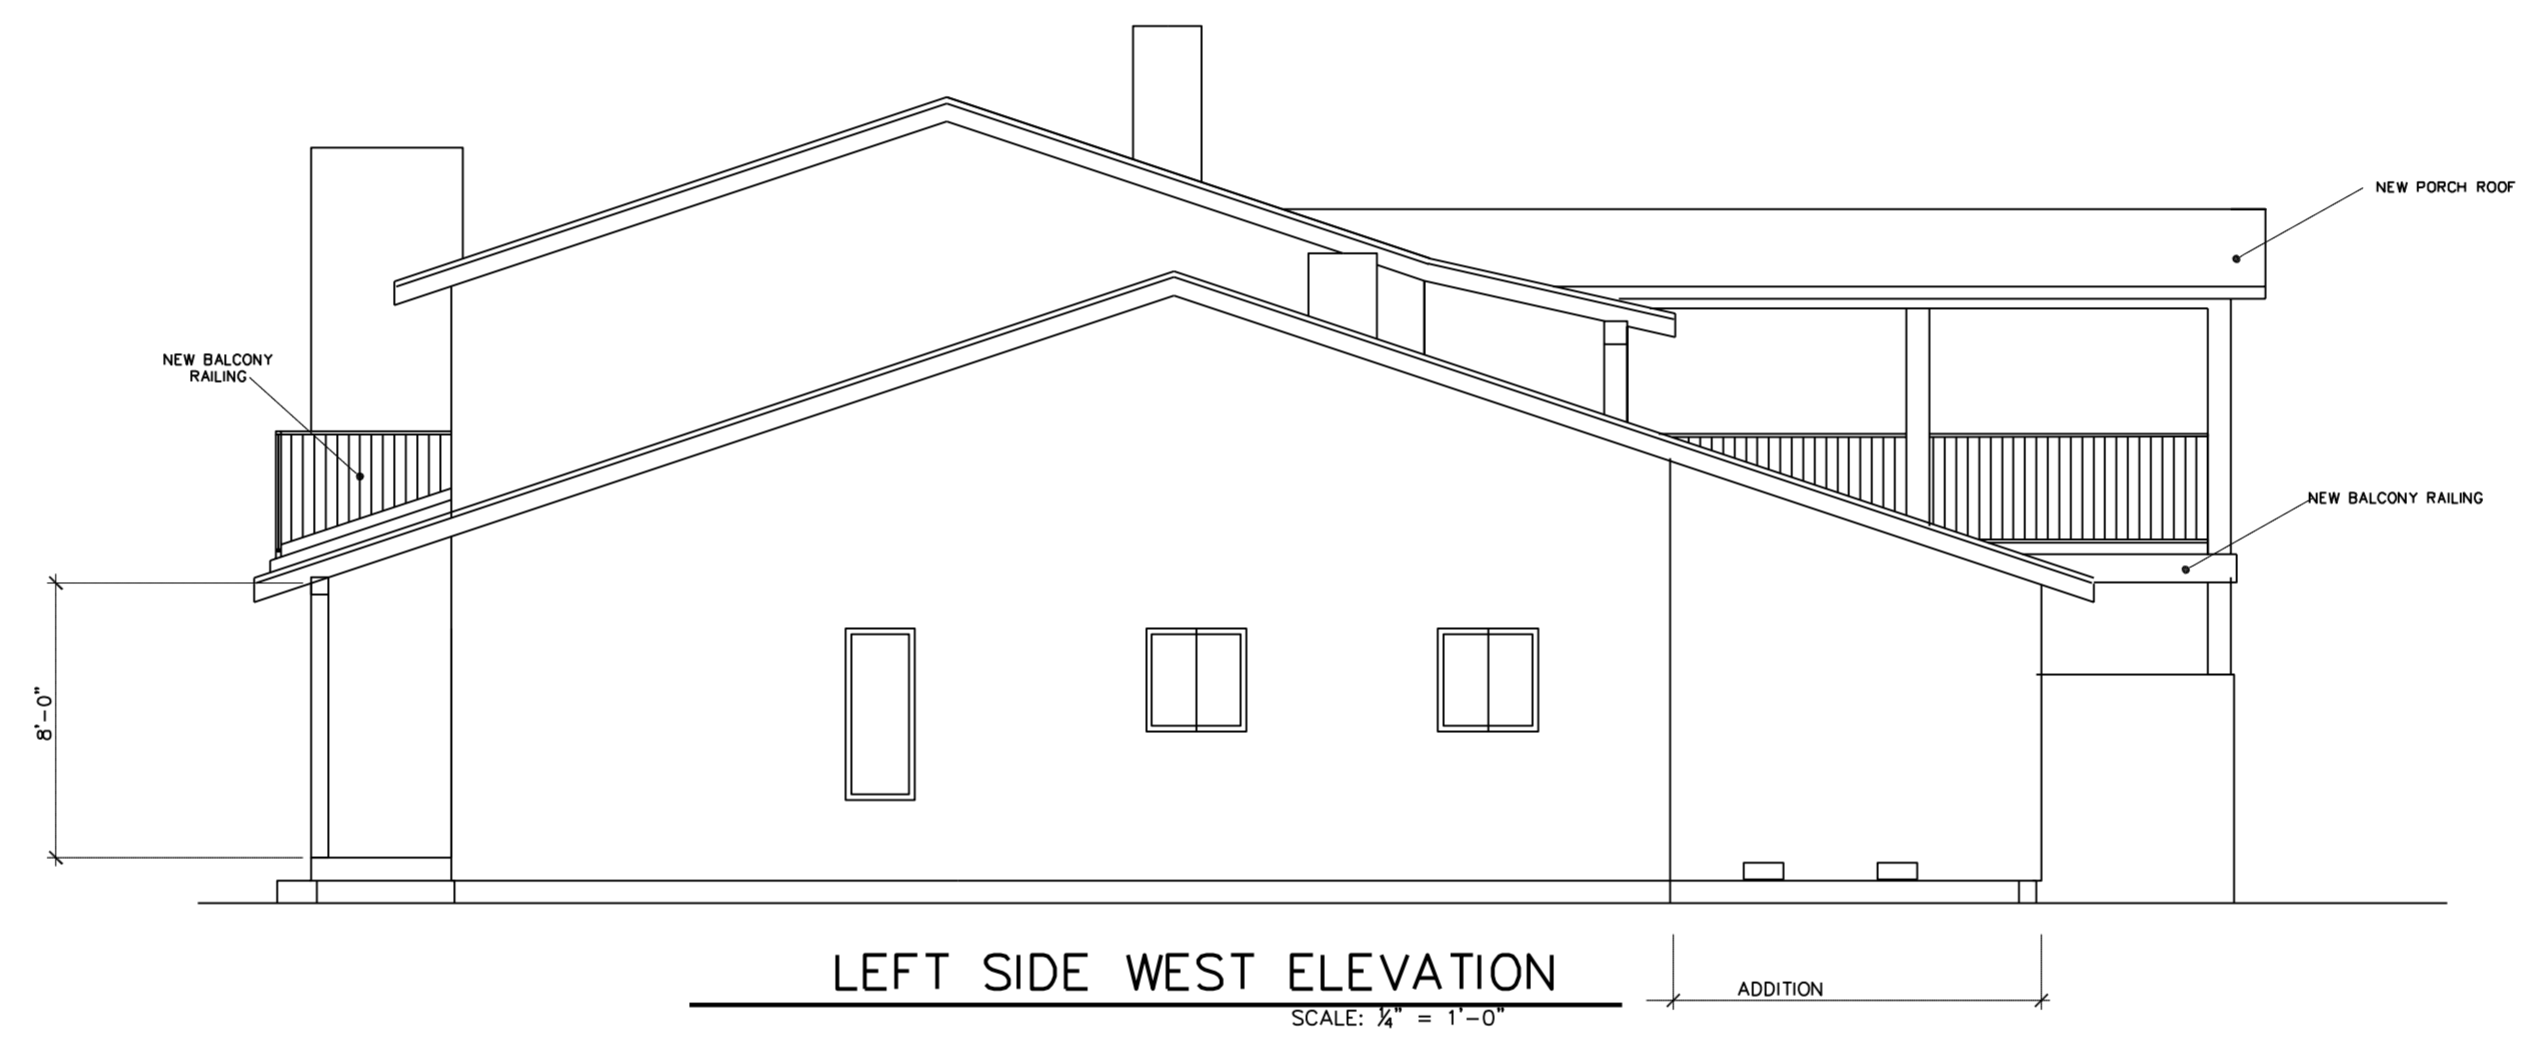 NEW PORCH ROOF
NEW BALCONY
RAILING
NEW BALCONY RAILING
8'-0"
LEFT SIDE WEST ELEVATION
ADDITION
SCALE: ¼" = 1'-0"